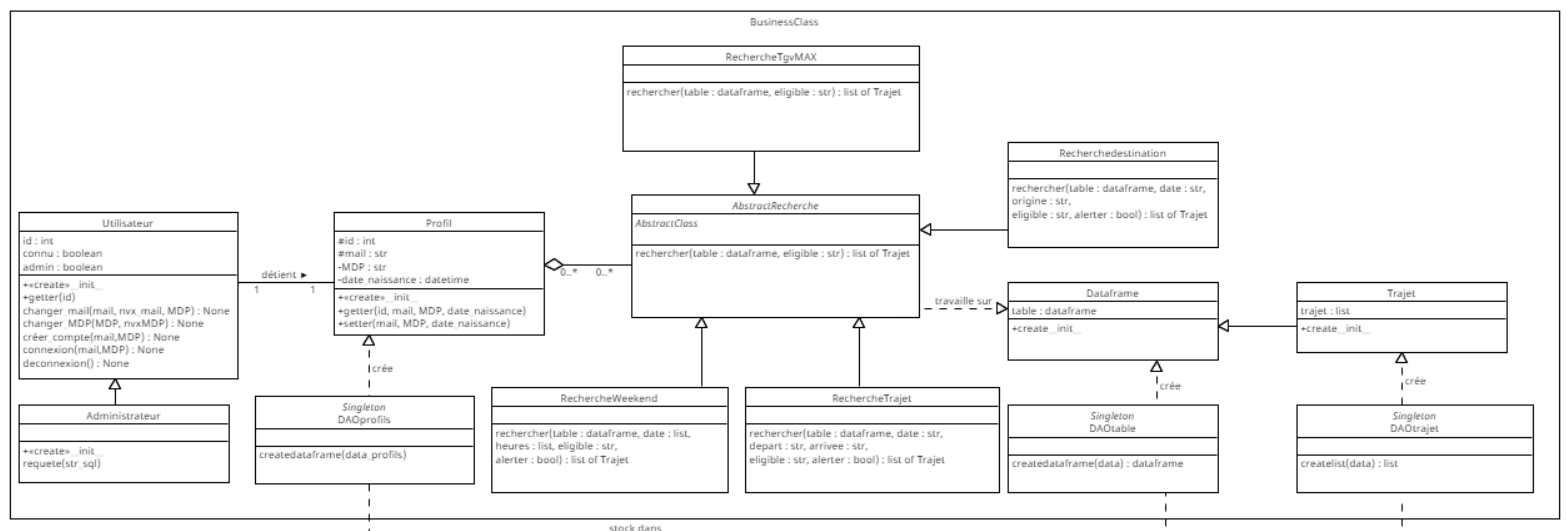 BusinessClass
RechercheTgvMAX
rechercher(table : dataframe, eligible : str) : list of Trajet
Recherchedestination
rechercher(table : dataframe, date : str,
origine : str,
eligible : str, alerter : bool) : list of Trajet
AbstractRecherche
AbstractClass
rechercher(table : dataframe, eligible : str) : list of Trajet
Utilisateur
id : int
connu : boolean
admin : boolean
+«create»__init__
+getter(id)
changer_mail(mail, nvx_mail, MDP) : None
changer_MDP(MDP, nvxMDP) : None
créer_compte(mail,MDP) : None
connexion(mail,MDP) : None
deconnexion() : None
détient ►
1
1
Profil
#id : int
#mail : str
-MDP : str
-date_naissance : datetime
+«create»__init__
+getter(id, mail, MDP, date_naissance)
+setter(mail, MDP, date_naissance)
0..*
0..*
travaille sur
Dataframe
table : dataframe
+create__init__
Trajet
trajet : list
+create__init__
crée
crée
crée
Administrateur
+«create»__init__
requete(str_sql)
Singleton
DAOprofils
createdataframe(data_profils)
RechercheWeekend
rechercher(table : dataframe, date : list,
heures : list, eligible : str,
alerter : bool) : list of Trajet
RechercheTrajet
rechercher(table : dataframe, date : str,
depart : str, arrivee : str,
eligible : str, alerter : bool) : list of Trajet
Singleton
DAOtable
createdataframe(data) : dataframe
Singleton
DAOtrajet
createlist(data) : list
stock dans